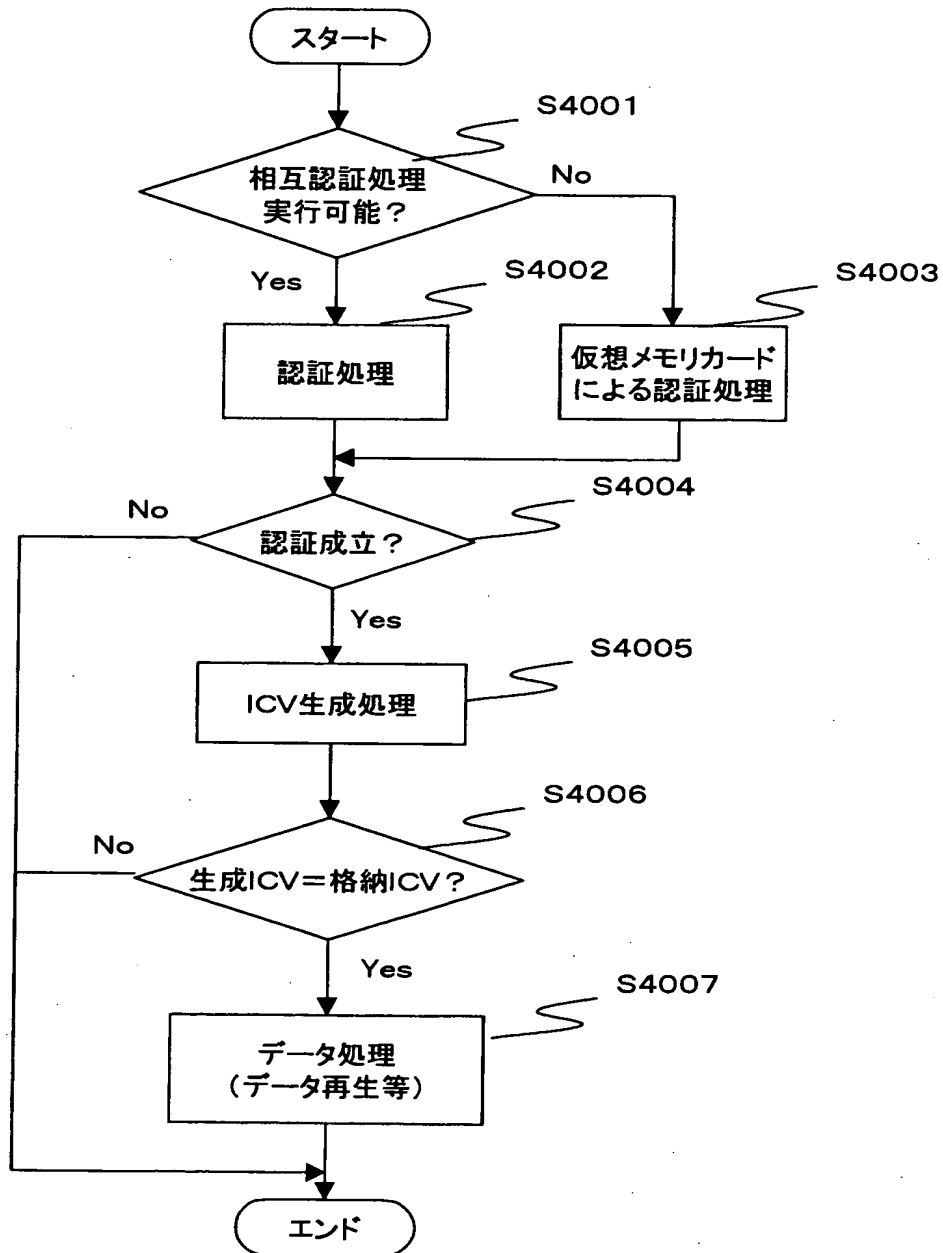 スタート
S4001
相互認証処理
実行可能？
No
Yes
S4002
S4003
認証処理
仮想メモリカード
による認証処理
S4004
No
認証成立？
Yes
S4005
ICV生成処理
S4006
No
生成ICV＝格納ICV？
Yes
S4007
データ処理
（データ再生等）
エンド